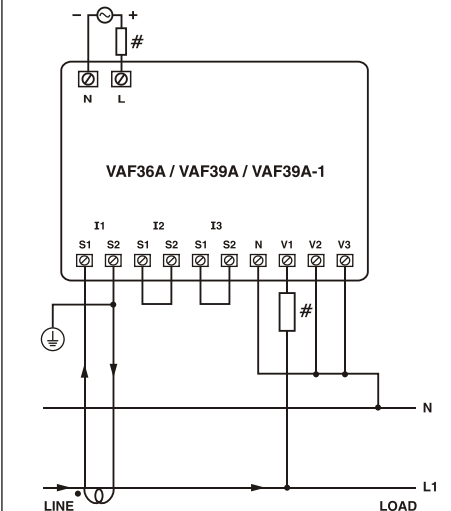 − +
#
N L
VAF36A / VAF39A / VAF39A-1
I1 I2 I3
S1 S2 S1 S2 S1 S2 N V1 V2 V3
#
N
L1
LINE LOAD